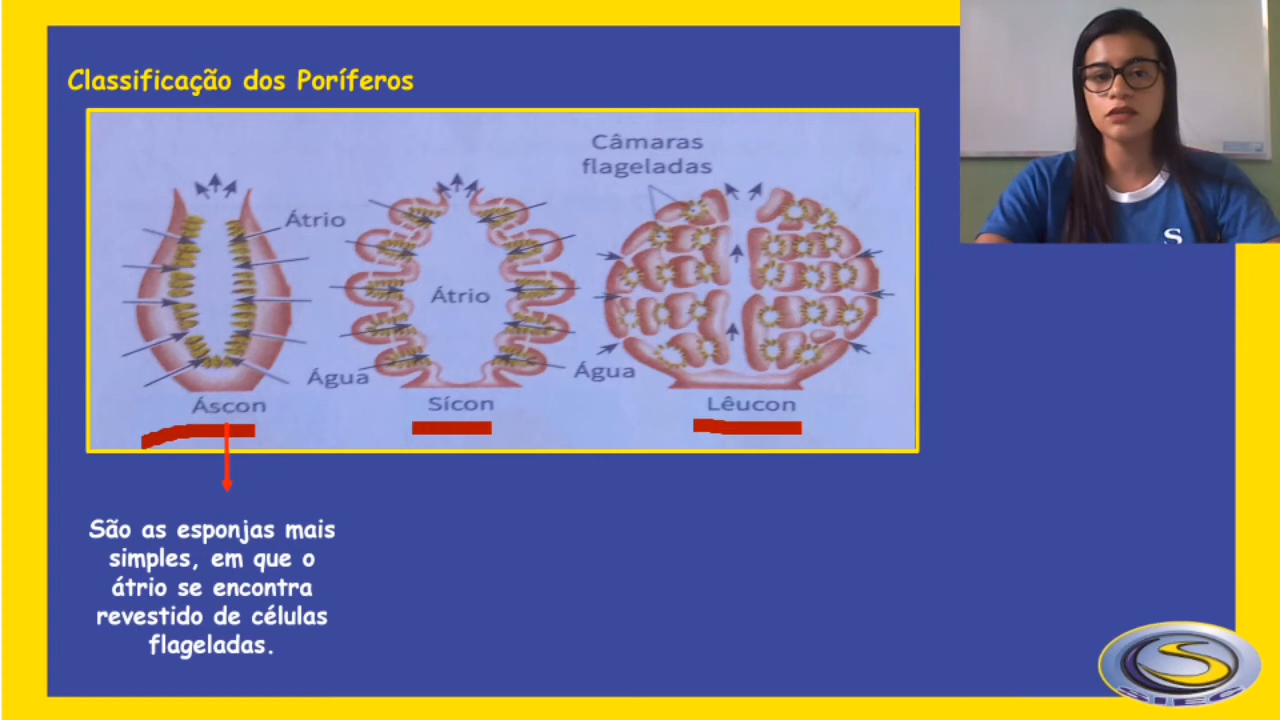 Classificação dos Poríferos
Câmaras
flageladas
Átrio
Átrio
Água
Água
Áscon
Sícon
Lêucon
São as esponjas mais
simples, em que o
átrio se encontra
revestido de células
flageladas.
S
S
SIEC